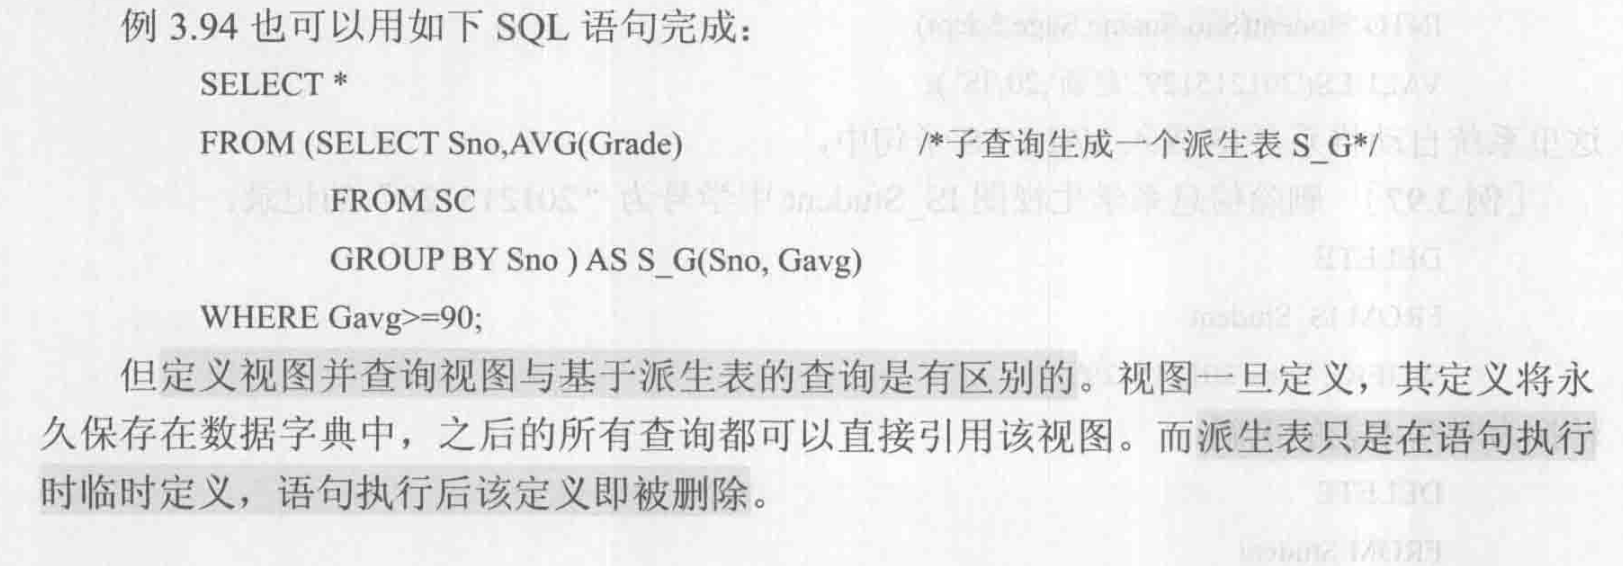 例 3.94 也可以用如下 SQL 语句完成：
SELECT *
FROM (SELECT Sno,AVG(Grade) /*子查询生成一个派生表 S_G*/
FROM SC
GROUP BY Sno ) AS S_G(Sno, Gavg)
WHERE Gavg>=90;
但定义视图并查询视图与基于派生表的查询是有区别的。视图一旦定义，其定义将永
久保存在数据字典中，之后的所有查询都可以直接引用该视图。而派生表只是在语句执行
时临时定义，语句执行后该定义即被删除。